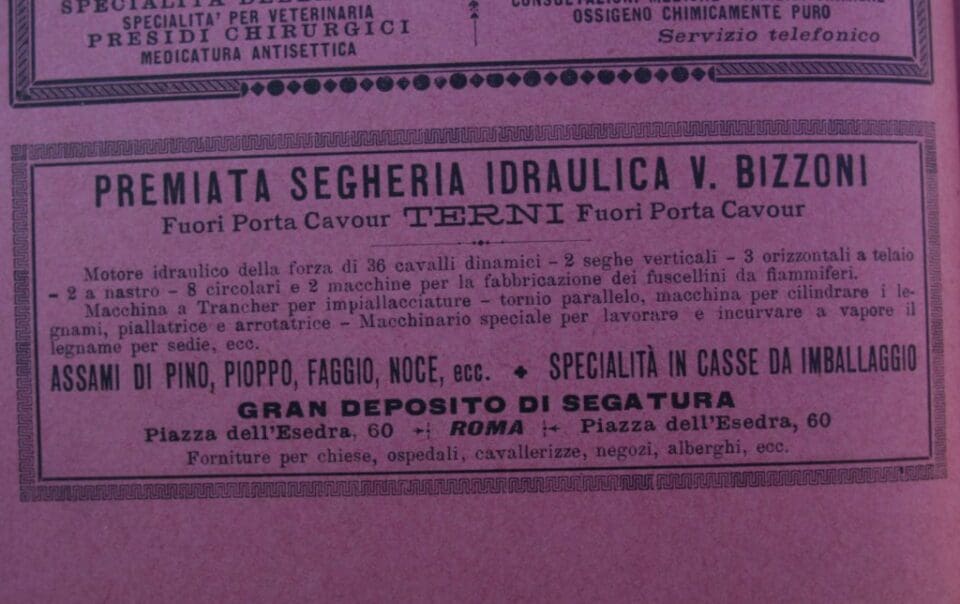 SPECIALITÀ
SPECIALITA' PER VETERINARIA
PRESIDI CHIRURGICI
MEDICATURA ANTISETTICA
OSSIGENO CHIMICAMENTE PURO
Servizio telefonico
PREMIATA SEGHERIA IDRAULICA V. BIZZONI
Fuori Porta Cavour TERNI Fuori Porta Cavour
Motore idraulico della forza di 36 cavalli dinamici - 2 seghe verticali - 3 orizzontali a telaio
- 2 a nastro - 8 circolari e 2 macchine per la fabbricazione dei fuscellini da fiammiferi.
Macchina a Trancher per impiallacciature - tornio parallelo, macchina per cilindrare i le-
gnami, piallatrice e arrotatrice - Macchinario speciale per lavorare e incurvare a vapore il
legname per sedie, ecc.
ASSAMI DI PINO, PIOPPO, FAGGIO, NOCE, ecc. ◆ SPECIALITÀ IN CASSE DA IMBALLAGGIO
GRAN DEPOSITO DI SEGATURA
Piazza dell'Esedra, 60 ROMA Piazza dell'Esedra, 60
Forniture per chiese, ospedali, cavallerizze, negozi, alberghi, ecc.